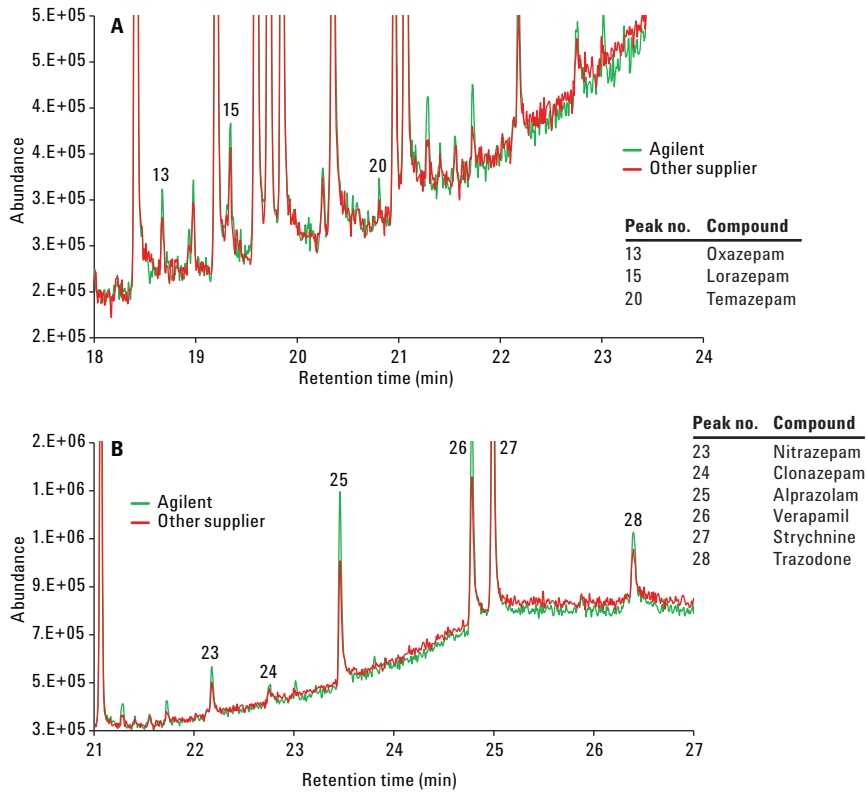 A
5.E+05
5.E+05
4.E+05
4.E+05
3.E+05
3.E+05
2.E+05
2.E+05
Abundance
13
15
20
Agilent
Other supplier
Peak no. Compound
13 Oxazepam
15 Lorazepam
20 Temazepam
18 19 20 21 22 23 24
Retention time (min)
B
2.E+06
1.E+06
1.E+06
9.E+05
7.E+05
5.E+05
3.E+05
Abundance
Agilent
Other supplier
23
24
25
26
27
28
21 22 23 24 25 26 27
Retention time (min)
Peak no. Compound
23 Nitrazepam
24 Clonazepam
25 Alprazolam
26 Verapamil
27 Strychnine
28 Trazodone